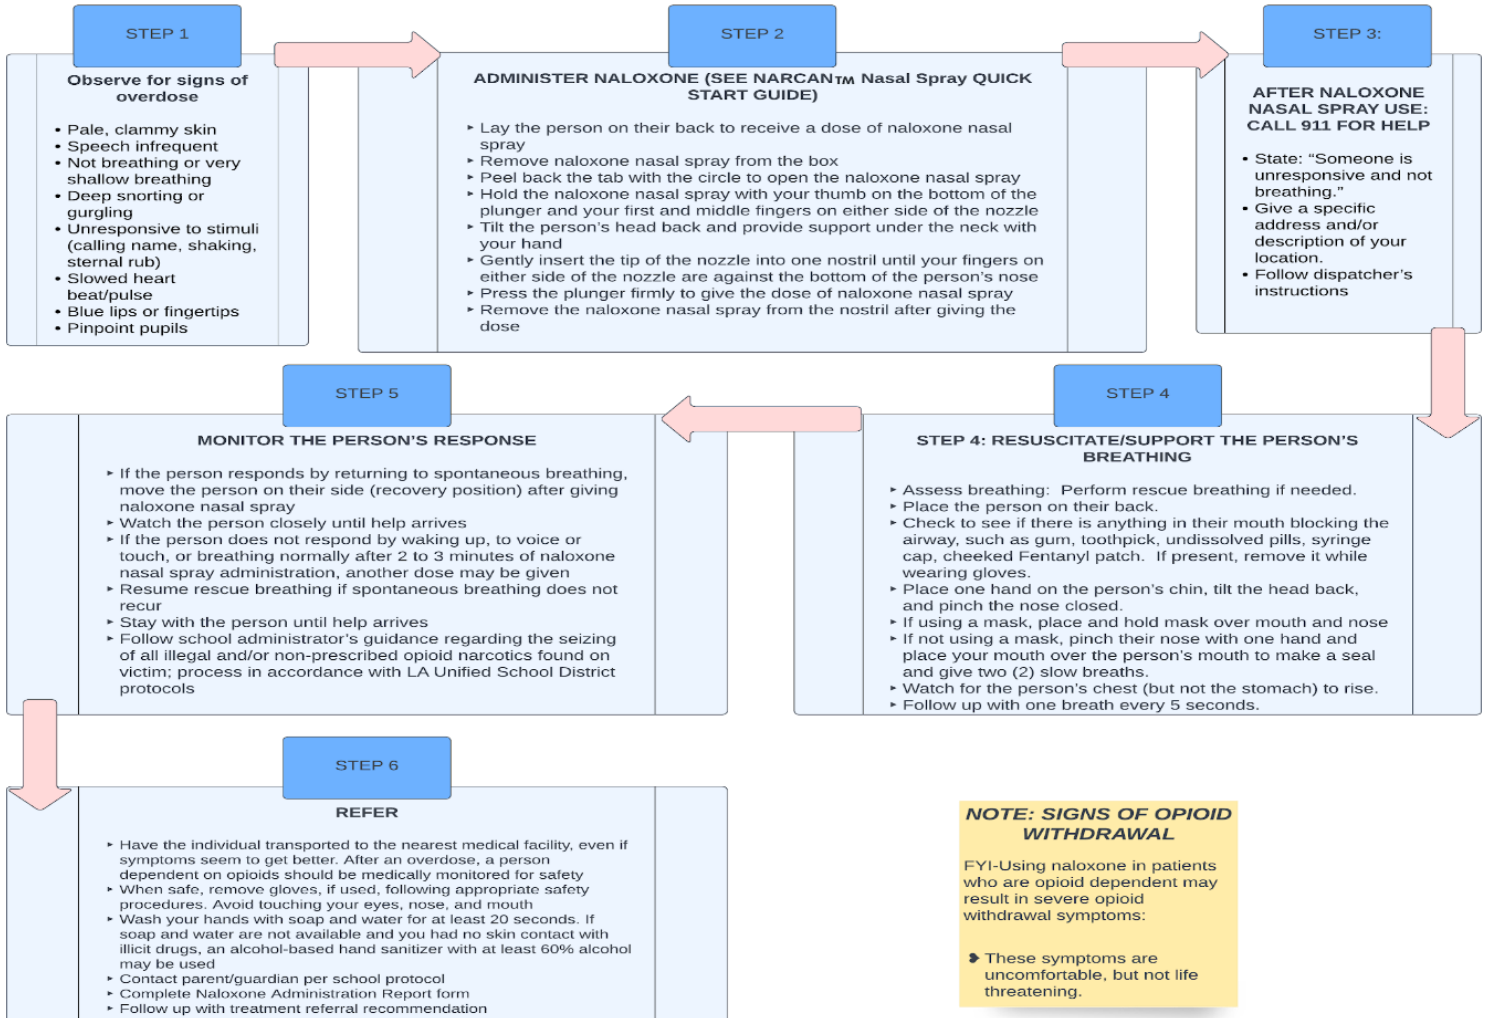 STEP 1
Observe for signs of
overdose
• Pale, clammy skin
• Speech infrequent
• Not breathing or very
shallow breathing
• Deep snorting or
gurgling
• Unresponsive to stimuli
(calling name, shaking,
sternal rub)
• Slowed heart
beat/pulse
• Blue lips or fingertips
• Pinpoint pupils
STEP 2
ADMINISTER NALOXONE (SEE NARCAN™ Nasal Spray QUICK
START GUIDE)
‣ Lay the person on their back to receive a dose of naloxone nasal
spray
‣ Remove naloxone nasal spray from the box
‣ Peel back the tab with the circle to open the naloxone nasal spray
‣ Hold the naloxone nasal spray with your thumb on the bottom of the
plunger and your first and middle fingers on either side of the nozzle
‣ Tilt the person's head back and provide support under the neck with
your hand
‣ Gently insert the tip of the nozzle into one nostril until your fingers on
either side of the nozzle are against the bottom of the person's nose
‣ Press the plunger firmly to give the dose of naloxone nasal spray
‣ Remove the naloxone nasal spray from the nostril after giving the
dose
STEP 3:
AFTER NALOXONE
NASAL SPRAY USE:
CALL 911 FOR HELP
• State: “Someone is
unresponsive and not
breathing.”
• Give a specific
address and/or
description of your
location.
• Follow dispatcher's
instructions
STEP 4
STEP 4: RESUSCITATE/SUPPORT THE PERSON'S
BREATHING
‣ Assess breathing:  Perform rescue breathing if needed.
‣ Place the person on their back.
‣ Check to see if there is anything in their mouth blocking the
airway, such as gum, toothpick, undissolved pills, syringe
cap, cheeked Fentanyl patch.  If present, remove it while
wearing gloves.
‣ Place one hand on the person's chin, tilt the head back,
and pinch the nose closed.
‣ If using a mask, place and hold mask over mouth and nose
‣ If not using a mask, pinch their nose with one hand and
place your mouth over the person's mouth to make a seal
and give two (2) slow breaths.
‣ Watch for the person's chest (but not the stomach) to rise.
‣ Follow up with one breath every 5 seconds.
STEP 5
MONITOR THE PERSON'S RESPONSE
‣ If the person responds by returning to spontaneous breathing,
move the person on their side (recovery position) after giving
naloxone nasal spray
‣ Watch the person closely until help arrives
‣ If the person does not respond by waking up, to voice or
touch, or breathing normally after 2 to 3 minutes of naloxone
nasal spray administration, another dose may be given
‣ Resume rescue breathing if spontaneous breathing does not
recur
‣ Stay with the person until help arrives
‣ Follow school administrator's guidance regarding the seizing
of all illegal and/or non-prescribed opioid narcotics found on
victim; process in accordance with LA Unified School District
protocols
STEP 6
REFER
‣ Have the individual transported to the nearest medical facility, even if
symptoms seem to get better. After an overdose, a person
dependent on opioids should be medically monitored for safety
‣ When safe, remove gloves, if used, following appropriate safety
procedures. Avoid touching your eyes, nose, and mouth
‣ Wash your hands with soap and water for at least 20 seconds. If
soap and water are not available and you had no skin contact with
illicit drugs, an alcohol-based hand sanitizer with at least 60% alcohol
may be used
‣ Contact parent/guardian per school protocol
‣ Complete Naloxone Administration Report form
‣ Follow up with treatment referral recommendation
NOTE: SIGNS OF OPIOID
WITHDRAWAL
FYI-Using naloxone in patients
who are opioid dependent may
result in severe opioid
withdrawal symptoms:
❥ These symptoms are
uncomfortable, but not life
threatening.